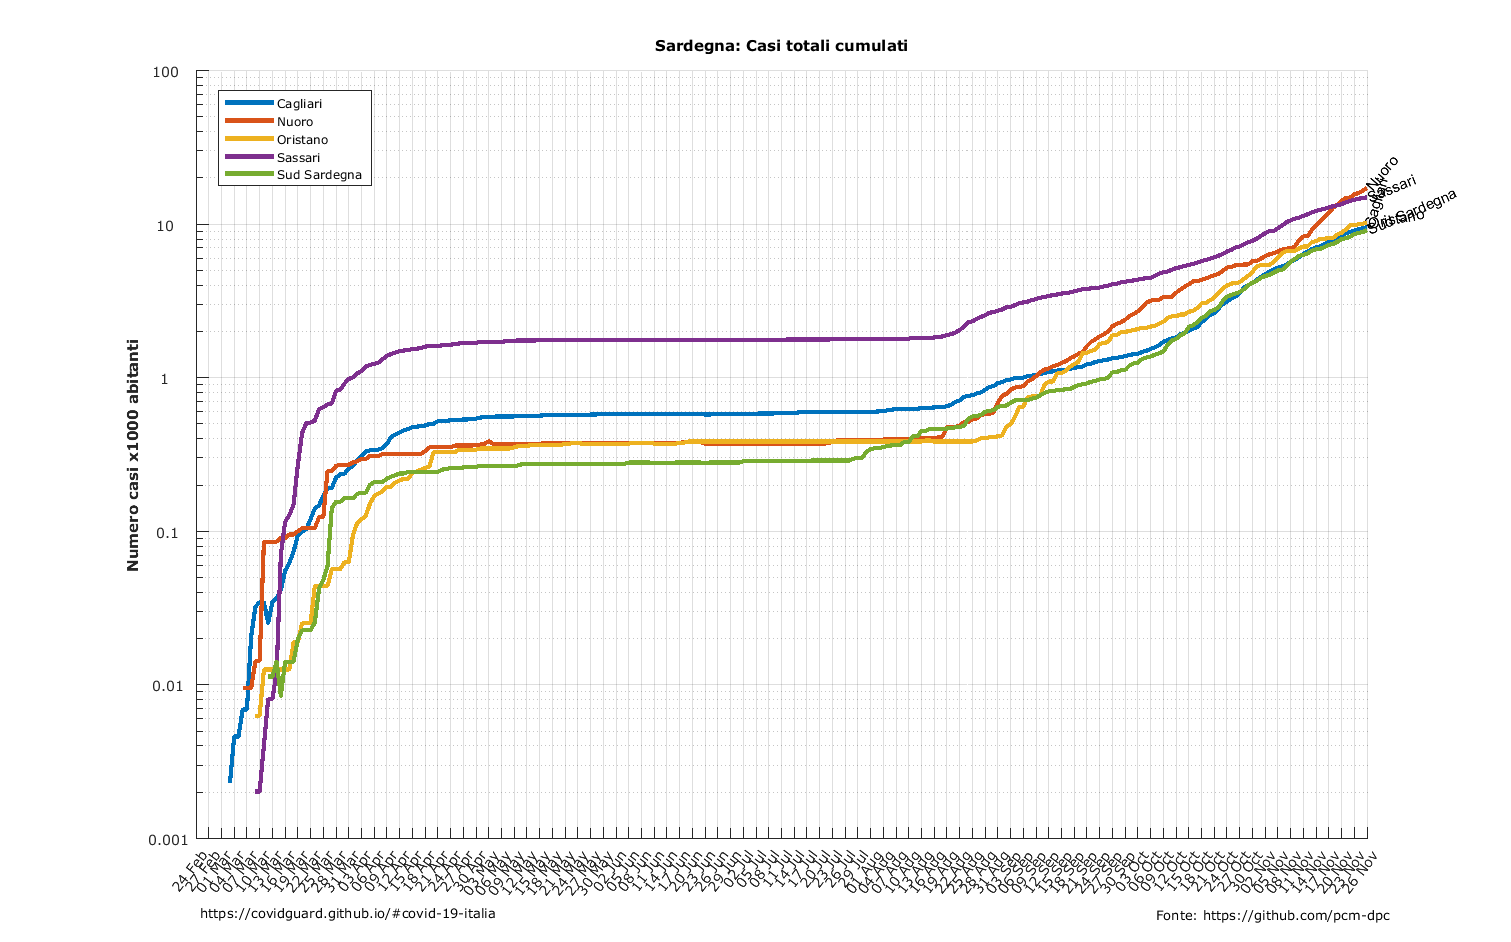 Sardegna: Casi totali cumulati
Numero casi x1000 abitanti
100
10
1
0.1
0.01
0.001
Cagliari
Nuoro
Oristano
Sassari
Sud Sardegna
Nuoro
Sassari
Cagliari
Oristano
Sud Sardegna
24 Feb
27 Feb
01 Mar
04 Mar
07 Mar
10 Mar
13 Mar
16 Mar
19 Mar
22 Mar
25 Mar
28 Mar
31 Mar
03 Apr
06 Apr
09 Apr
12 Apr
15 Apr
18 Apr
21 Apr
24 Apr
27 Apr
30 Apr
03 May
06 May
09 May
12 May
15 May
18 May
21 May
24 May
27 May
30 May
02 Jun
05 Jun
08 Jun
11 Jun
14 Jun
17 Jun
20 Jun
23 Jun
26 Jun
29 Jun
02 Jul
05 Jul
08 Jul
11 Jul
14 Jul
17 Jul
20 Jul
23 Jul
26 Jul
29 Jul
01 Aug
04 Aug
07 Aug
10 Aug
13 Aug
16 Aug
19 Aug
22 Aug
25 Aug
28 Aug
31 Aug
03 Sep
06 Sep
09 Sep
12 Sep
15 Sep
18 Sep
21 Sep
24 Sep
27 Sep
30 Sep
03 Oct
06 Oct
09 Oct
12 Oct
15 Oct
18 Oct
21 Oct
24 Oct
27 Oct
30 Oct
02 Nov
05 Nov
08 Nov
11 Nov
14 Nov
17 Nov
20 Nov
23 Nov
26 Nov
https://covidguard.github.io/#covid-19-italia
Fonte: https://github.com/pcm-dpc